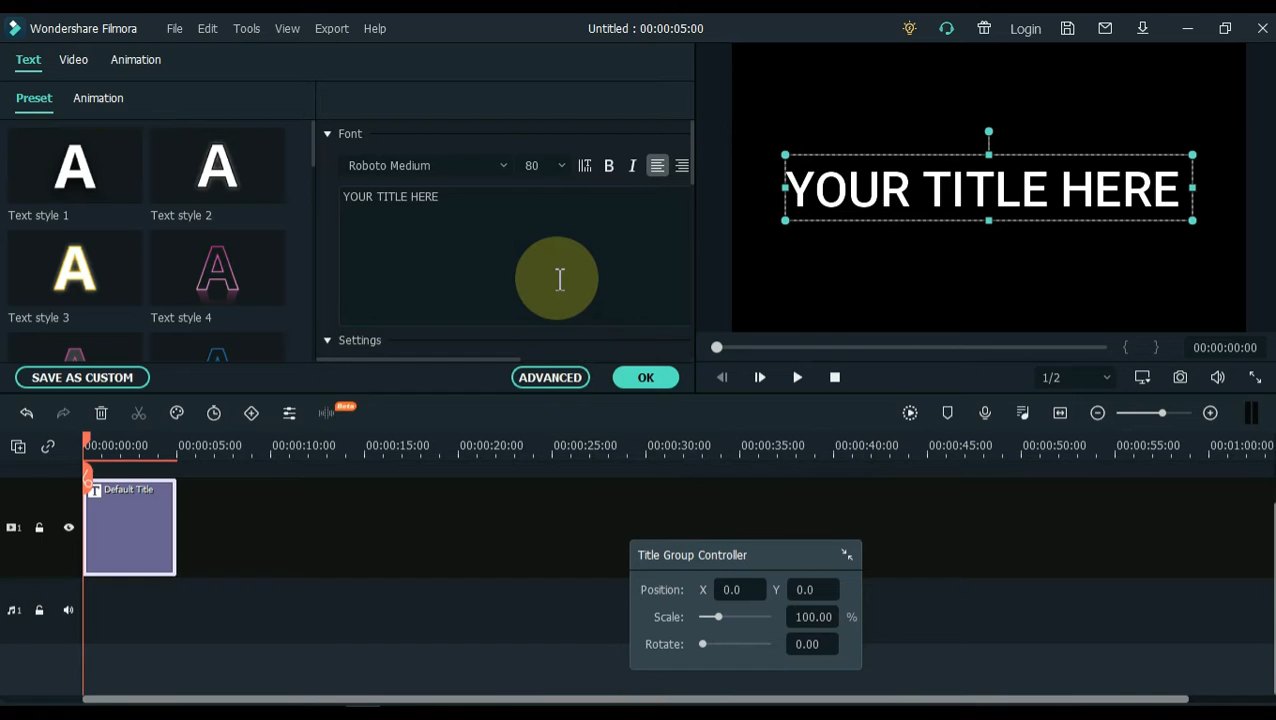 Wondershare Filmora File Edit Tools View Export Help Untitled : 00:00:05:00 Login
Text Video Animation
Preset Animation
Text style 1 Text style 2
Text style 3 Text style 4
Font
Roboto Medium 80 B I
YOUR TITLE HERE
Settings
SAVE AS CUSTOM ADVANCED OK
YOUR TITLE HERE
{ } 00:00:00:00
1/2
Beta
00:00:00:00 00:00:05:00 00:00:10:00 00:00:15:00 00:00:20:00 00:00:25:00 00:00:30:00 00:00:35:00 00:00:40:00 00:00:45:00 00:00:50:00 00:00:55:00 00:01:00:00
T Default Title
1
1
Title Group Controller
Position: X 0.0 Y 0.0
Scale: 100.00 %
Rotate: 0.00